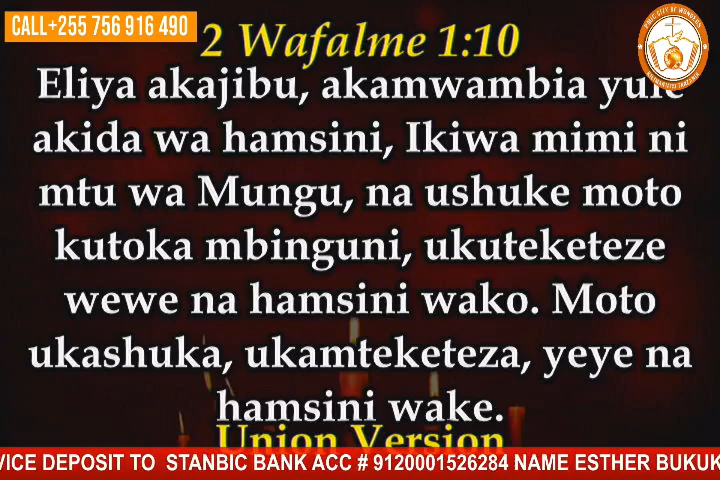 CALL+255 756 916 490
2 Wafalme 1:10
Eliya akajibu, akamwambia yule
akida wa hamsini, Ikiwa mimi ni
mtu wa Mungu, na ushuke moto
kutoka mbinguni, ukuteketeze
wewe na hamsini wako. Moto
ukashuka, ukamteketeza, yeye na
hamsini wake.
Union Version
VICE DEPOSIT TO STANBIC BANK ACC # 9120001526284 NAME ESTHER BUKUK